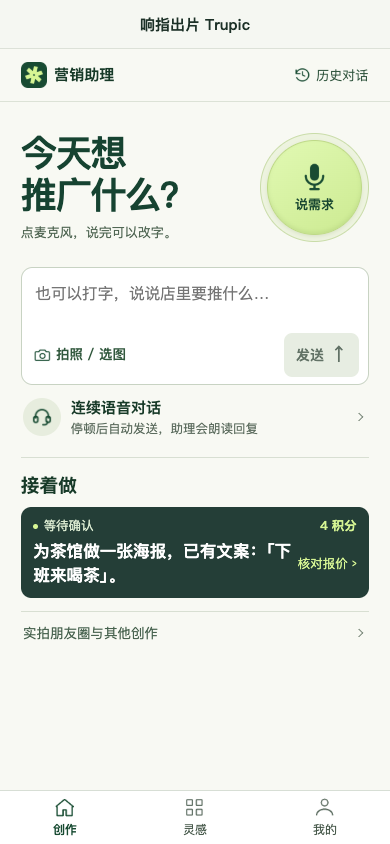 响指出片 Trupic
营销助理
历史对话
今天想
推广什么?
点麦克风，说完可以改字。
说需求
也可以打字，说说店里要推什么…
拍照 / 选图
发送 ↑
连续语音对话
停顿后自动发送，助理会朗读回复
接着做
等待确认
4 积分
为茶馆做一张海报，已有文案：「下
班来喝茶」。
核对报价 >
实拍朋友圈与其他创作
创作
灵感
我的